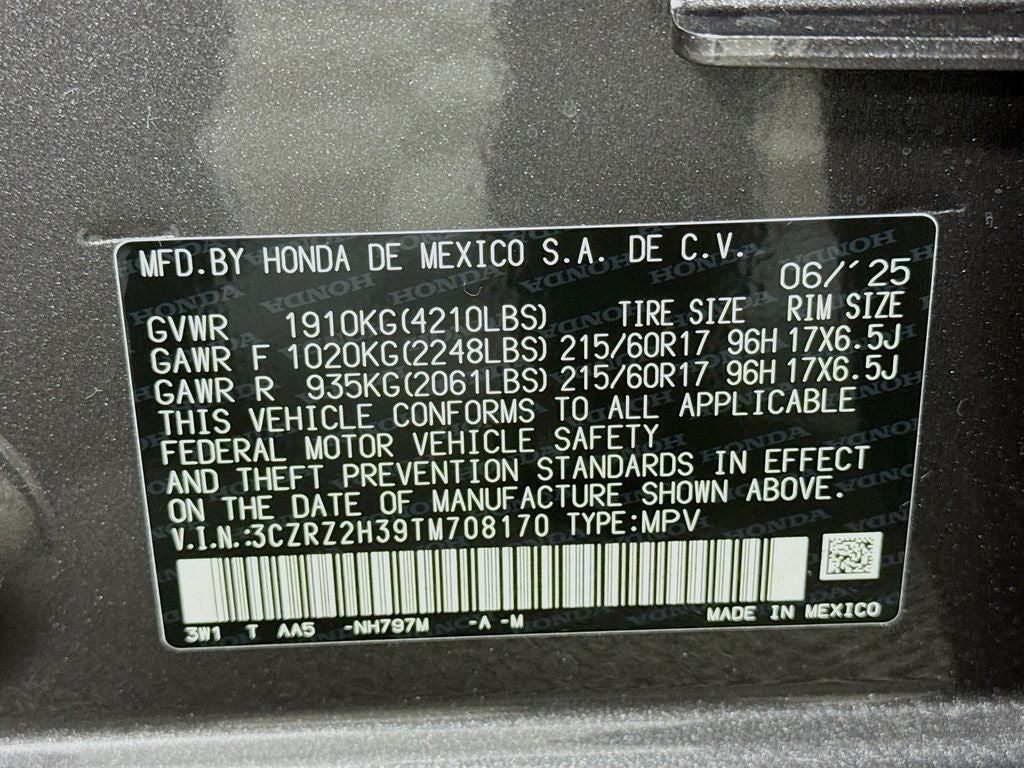 MFD.BY HONDA DE MEXICO S.A. DE C.V.
06/'25
GVWR 1910KG(4210LBS) TIRE SIZE RIM SIZE
GAWR F 1020KG(2248LBS) 215/60R17 96H 17X6.5J
GAWR R 935KG(2061LBS) 215/60R17 96H 17X6.5J
THIS VEHICLE CONFORMS TO ALL APPLICABLE
FEDERAL MOTOR VEHICLE SAFETY
AND THEFT PREVENTION STANDARDS IN EFFECT
ON THE DATE OF MANUFACTURE SHOWN ABOVE.
V.I.N.:3CZRZ2H39TM708170 TYPE:MPV
3W1 T AA5 -NH797M -A -M MADE IN MEXICO